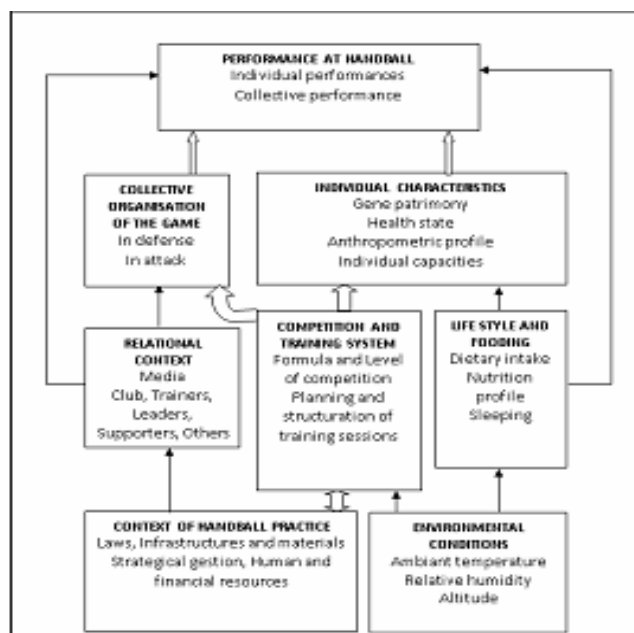 PERFORMANCE AT HANDBALL
Individual performances
Collective performance
COLLECTIVE
ORGANISATION
OF THE GAME
In defense
In attack
INDIVIDUAL CHARACTERISTICS
Gene patrimony
Health state
Anthropometric profile
Individual capacities
RELATIONAL
CONTEXT
Media
Club, Trainers,
Leaders,
Supporters, Others
COMPETITION AND
TRAINING SYSTEM
Formula and Level
of competition
Planning and
structuration of
training sessions
LIFE STYLE AND
FOODING
Dietary intake
Nutrition
profile
Sleeping
CONTEXT OF HANDBALL PRACTICE
Laws, Infrastructures and materials
Strategical gestion, Human and
financial resources
ENVIRONMENTAL
CONDITIONS
Ambiant temperature
Relative humidity
Altitude